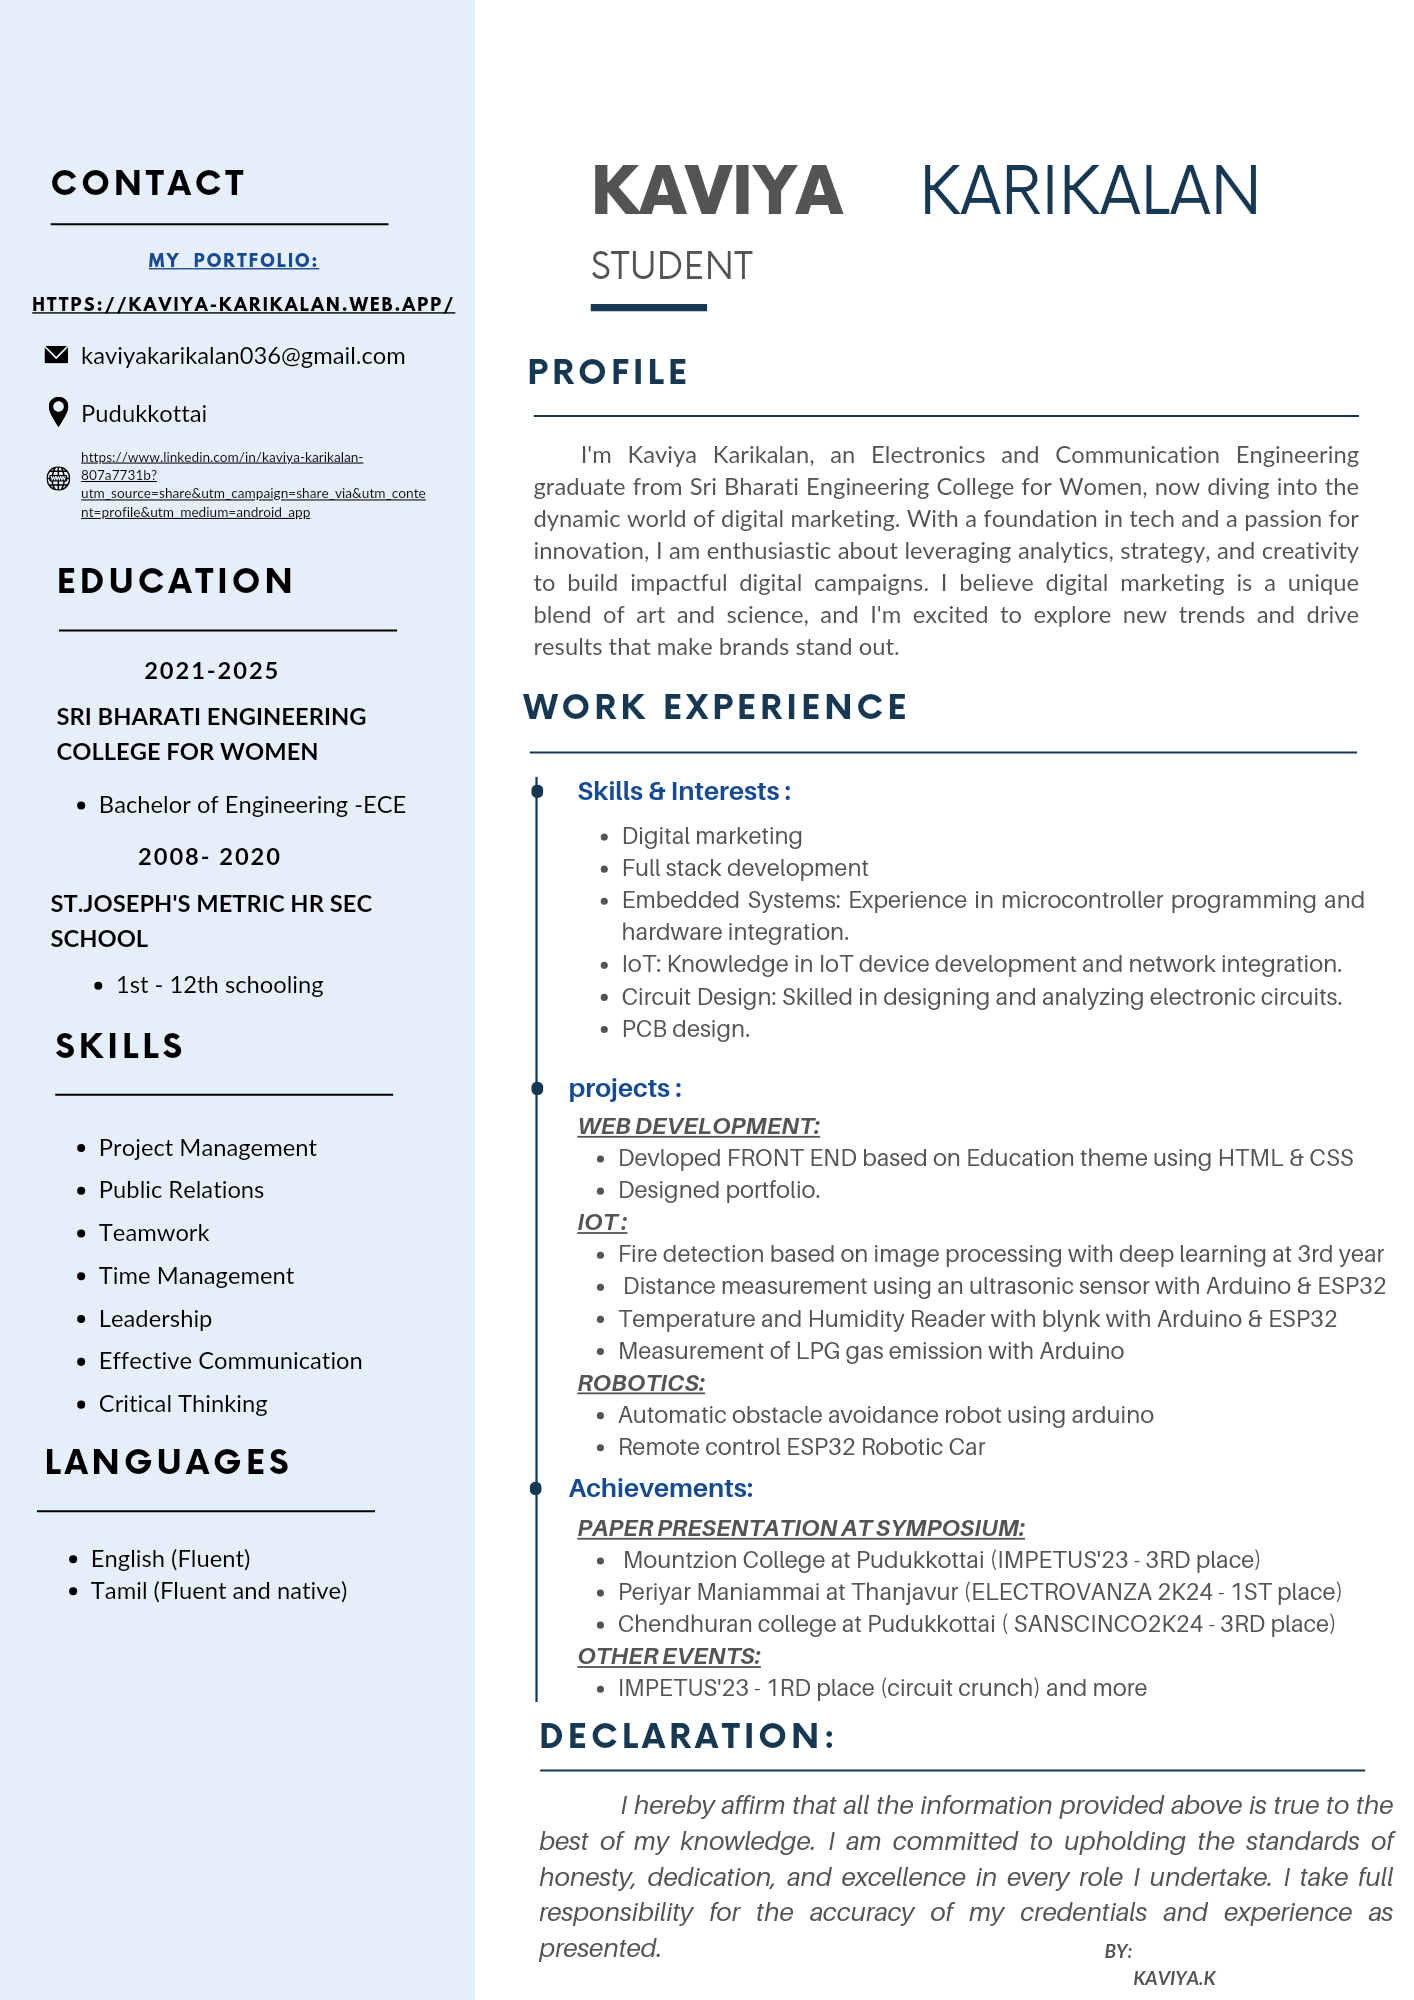 CONTACT
MY PORTFOLIO:
HTTPS://KAVIYA-KARIKALAN.WEB.APP/
kaviyakarikalan036@gmail.com
Pudukkottai
https://www.linkedin.com/in/kaviya-karikalan-
807a7731b?
utm_source=share&utm_campaign=share_via&utm_conte
nt=profile&utm_medium=android_app
EDUCATION
2021-2025
SRI BHARATI ENGINEERING
COLLEGE FOR WOMEN
• Bachelor of Engineering -ECE
2008- 2020
ST.JOSEPH'S METRIC HR SEC
SCHOOL
• 1st - 12th schooling
SKILLS
• Project Management
• Public Relations
• Teamwork
• Time Management
• Leadership
• Effective Communication
• Critical Thinking
LANGUAGES
• English (Fluent)
• Tamil (Fluent and native)
KAVIYA KARIKALAN
STUDENT
PROFILE
I'm Kaviya Karikalan, an Electronics and Communication Engineering
graduate from Sri Bharati Engineering College for Women, now diving into the
dynamic world of digital marketing. With a foundation in tech and a passion for
innovation, I am enthusiastic about leveraging analytics, strategy, and creativity
to build impactful digital campaigns. I believe digital marketing is a unique
blend of art and science, and I'm excited to explore new trends and drive
results that make brands stand out.
WORK EXPERIENCE
Skills & Interests :
• Digital marketing
• Full stack development
• Embedded Systems: Experience in microcontroller programming and
hardware integration.
• IoT: Knowledge in IoT device development and network integration.
• Circuit Design: Skilled in designing and analyzing electronic circuits.
• PCB design.
projects :
WEB DEVELOPMENT:
• Devloped FRONT END based on Education theme using HTML & CSS
• Designed portfolio.
IOT :
• Fire detection based on image processing with deep learning at 3rd year
• Distance measurement using an ultrasonic sensor with Arduino & ESP32
• Temperature and Humidity Reader with blynk with Arduino & ESP32
• Measurement of LPG gas emission with Arduino
ROBOTICS:
• Automatic obstacle avoidance robot using arduino
• Remote control ESP32 Robotic Car
Achievements:
PAPER PRESENTATION AT SYMPOSIUM:
• Mountzion College at Pudukkottai (IMPETUS'23 - 3RD place)
• Periyar Maniammai at Thanjavur (ELECTROVANZA 2K24 - 1ST place)
• Chendhuran college at Pudukkottai ( SANSCINCO2K24 - 3RD place)
OTHER EVENTS:
• IMPETUS'23 - 1RD place (circuit crunch) and more
DECLARATION:
I hereby affirm that all the information provided above is true to the
best of my knowledge. I am committed to upholding the standards of
honesty, dedication, and excellence in every role I undertake. I take full
responsibility for the accuracy of my credentials and experience as
presented.
BY:
KAVIYA.K